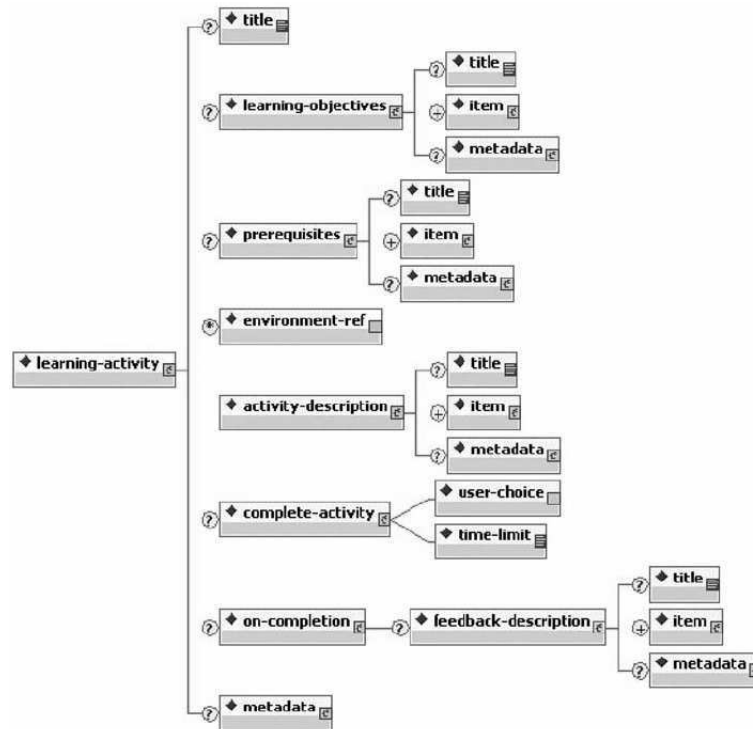 title
learning-objectives
title
item
metadata
prerequisites
title
item
metadata
environment-ref
learning-activity
activity-description
title
item
metadata
complete-activity
user-choice
time-limit
on-completion
feedback-description
title
item
metadata
metadata